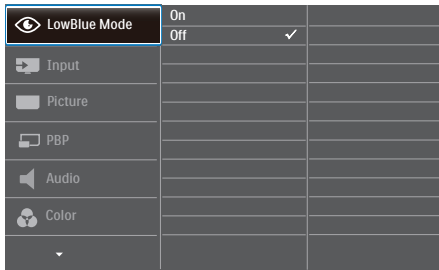 LowBlue Mode
On
Off
Input
Picture
PBP
Audio
Color